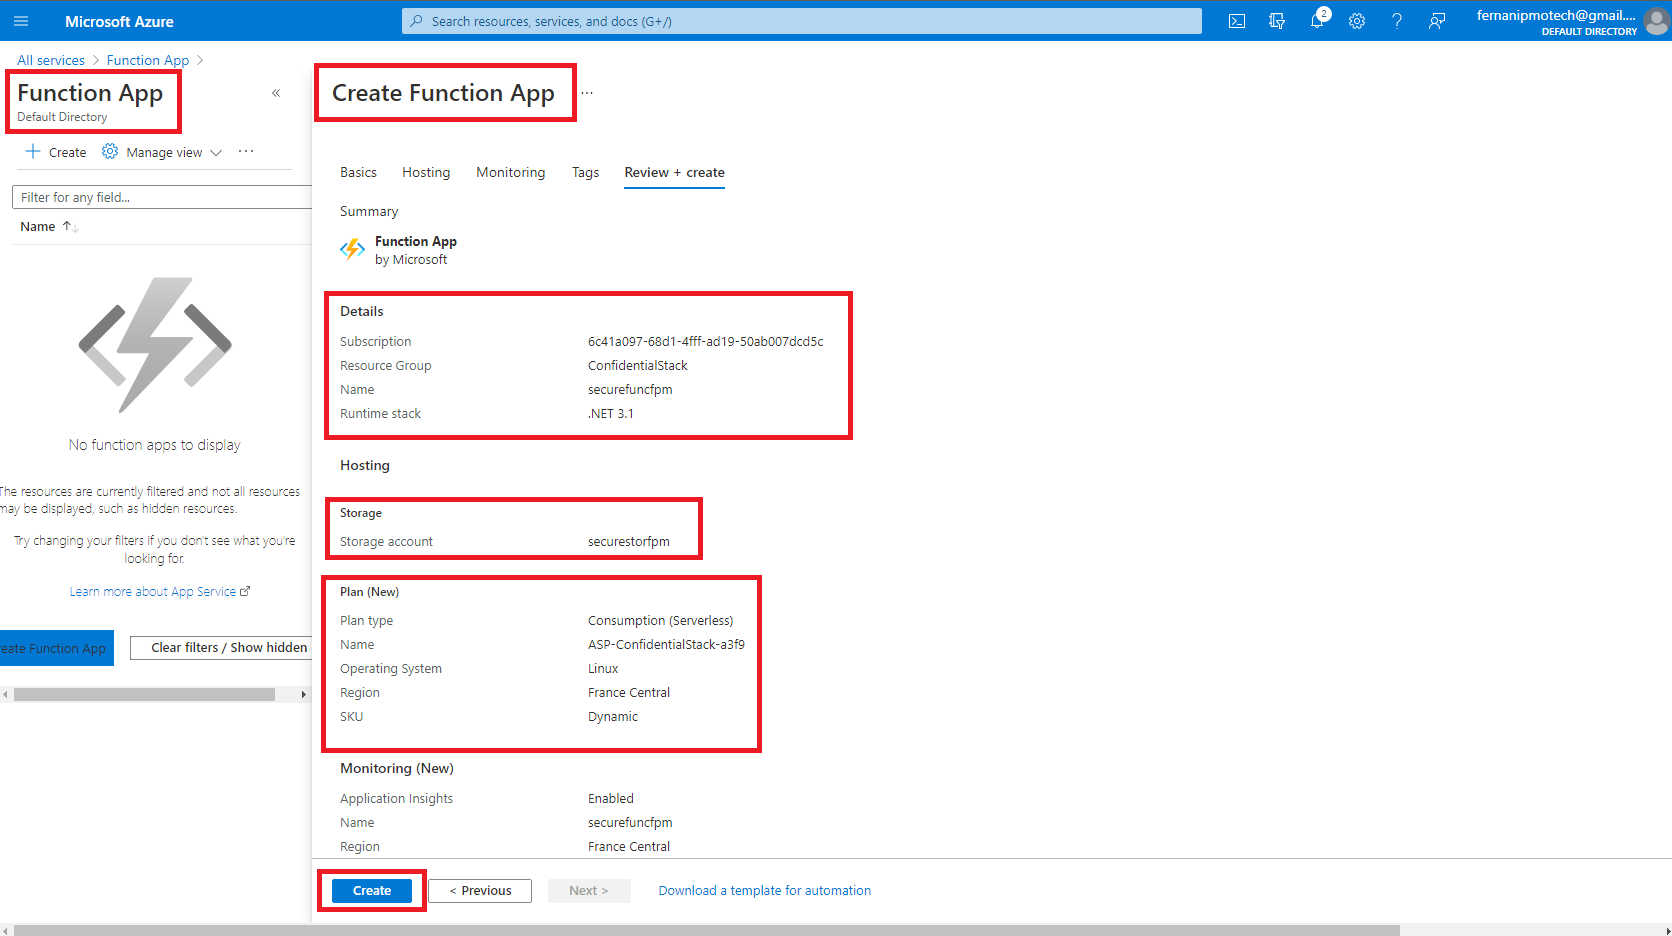 Microsoft Azure
Search resources, services, and docs (G+/)
2
fernanipmotech@gmail....
DEFAULT DIRECTORY
All services > Function App >
Function App
Default Directory
«
Create
Manage view
...
Filter for any field...
Name
No function apps to display
The resources are currently filtered and not all resources
may be displayed, such as hidden resources.
Try changing your filters if you don't see what you're
looking for.
Learn more about App Service
eate Function App
Clear filters / Show hidden
Create Function App
...
Basics
Hosting
Monitoring
Tags
Review + create
Summary
Function App
by Microsoft
Details
Subscription 6c41a097-68d1-4fff-ad19-50ab007dcd5c
Resource Group ConfidentialStack
Name securefuncfpm
Runtime stack .NET 3.1
Hosting
Storage
Storage account securestorfpm
Plan (New)
Plan type Consumption (Serverless)
Name ASP-ConfidentialStack-a3f9
Operating System Linux
Region France Central
SKU Dynamic
Monitoring (New)
Application Insights Enabled
Name securefuncfpm
Region France Central
Create
< Previous
Next >
Download a template for automation